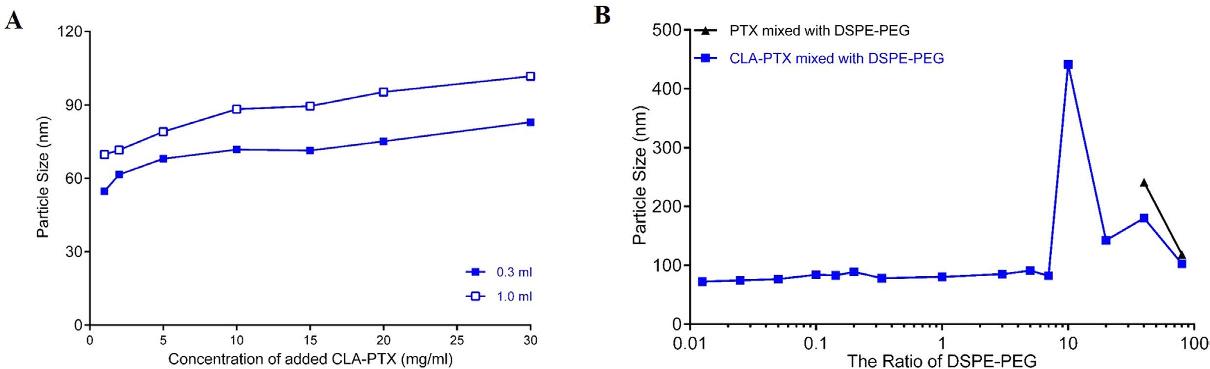 A
120
90
60
30
0
Particle Size (nm)
0 5 10 15 20 25 30
Concentration of added CLA-PTX (mg/ml)
0.3 ml
1.0 ml
B
500
400
300
200
100
0
Particle Size (nm)
0.01 0.1 1 10 100
The Ratio of DSPE-PEG
PTX mixed with DSPE-PEG
CLA-PTX mixed with DSPE-PEG